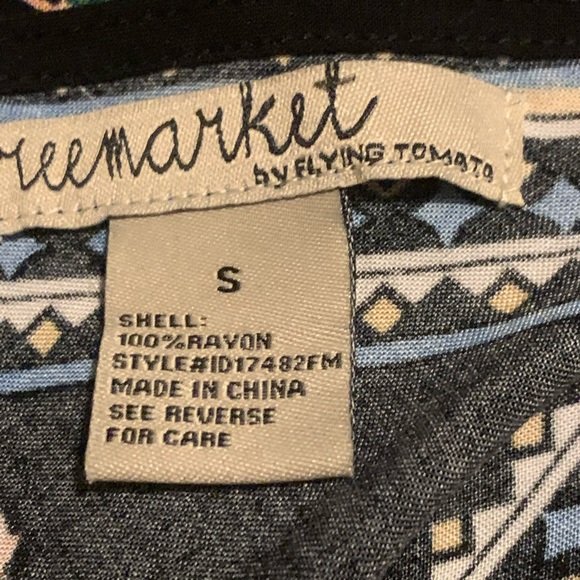 reemarket
by FLYING TOMATO
S
SHELL:
100%RAYON
STYLE#ID17482FM
MADE IN CHINA
SEE REVERSE
FOR CARE